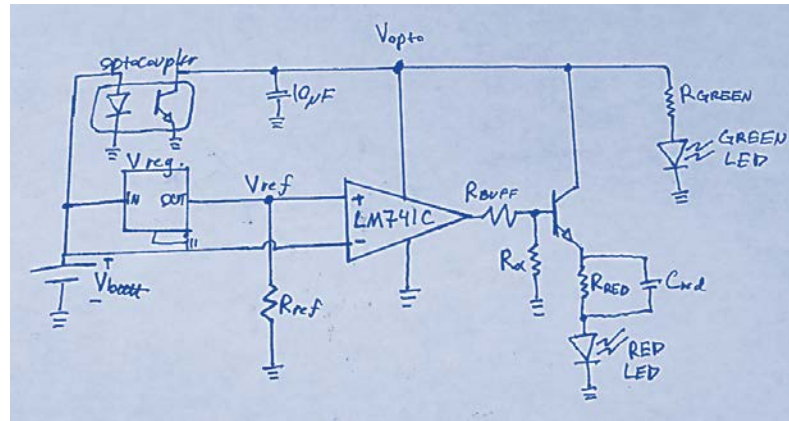 optocoupler
Vopto
10μF
RGREEN
GREEN
LED
Vreg.
IN
OUT
Vref
+
-
LM741C
RBUFF
Rα
RRED
Cred
+
Vbatt
-
Rref
RED
LED